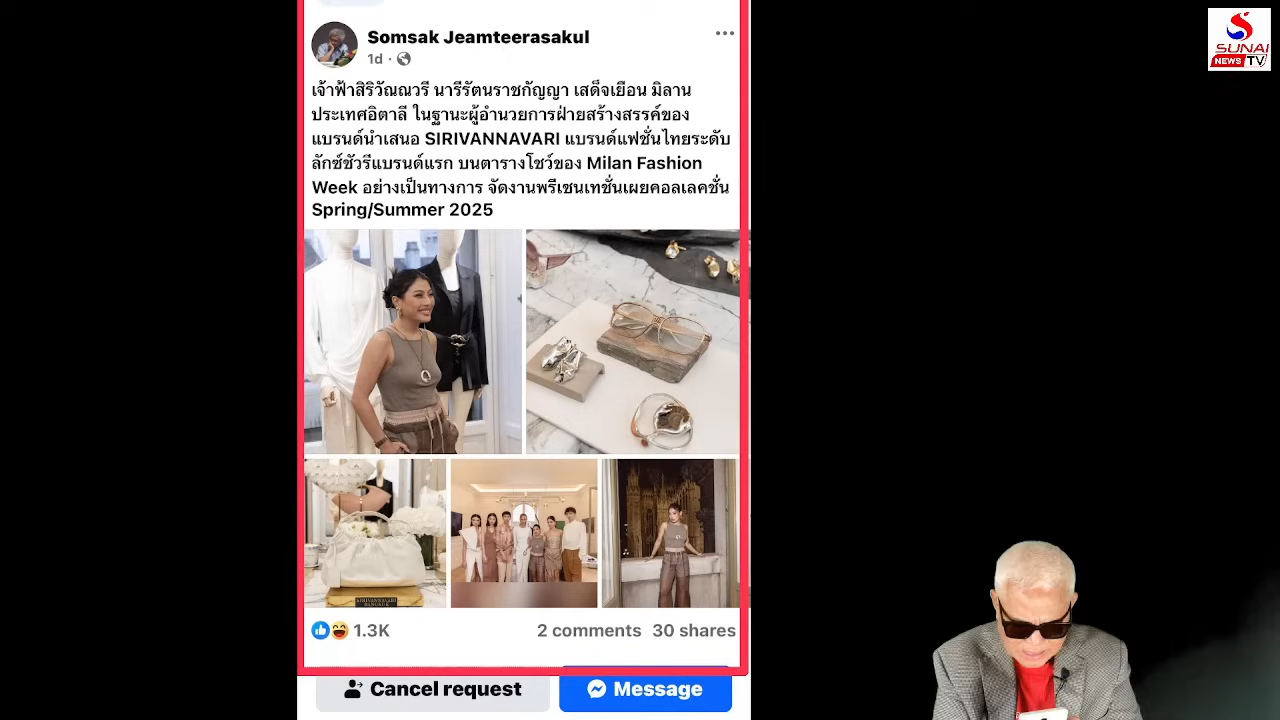 SUNAI
NEWS TV
Somsak Jeamteerasakul
1d
เจ้าฟ้าสิริวัณณวรี นารีรัตนราชกัญญา เสด็จเยือน มิลาน
ประเทศอิตาลี ในฐานะผู้อำนวยการฝ่ายสร้างสรรค์ของ
แบรนด์นำเสนอ SIRIVANNAVARI แบรนด์แฟชั่นไทยระดับ
ลักซ์ชัวรีแบรนด์แรก บนตารางโชว์ของ Milan Fashion
Week อย่างเป็นทางการ จัดงานพรีเซนเทชั่นเผยคอลเลคชั่น
Spring/Summer 2025
SIRIVANNAVARI
BANGKOK
1.3K 2 comments 30 shares
Cancel request Message